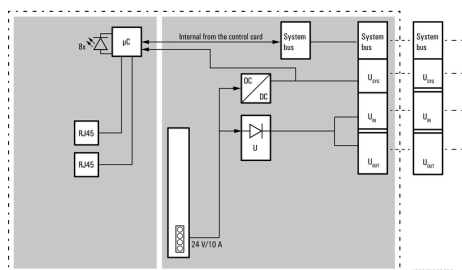 8x
μC
Internal from the control card
System
bus
System
bus
System
bus
DC
DC
U_SYS
U_SYS
RJ45
U
U_IN
U_IN
RJ45
U_OUT
U_OUT
24 V/10 A